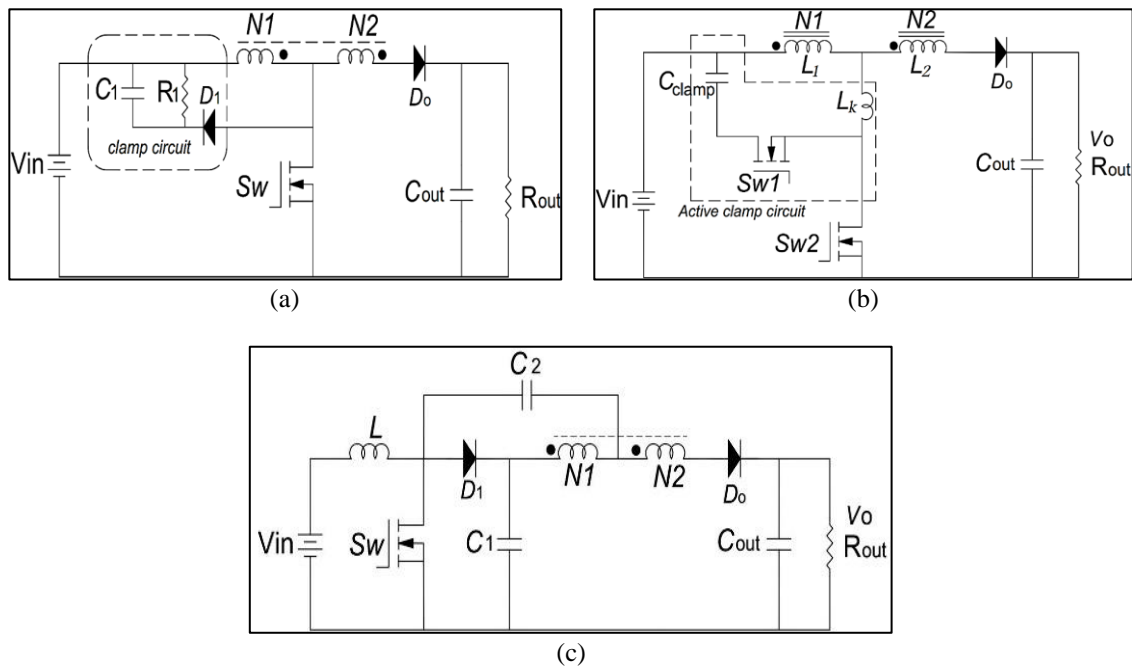 N1 N2
C1 R1 D1
Do
clamp circuit
Vin
Sw
Cout
Rout
(a)
N1 N2
L1 L2
Cclamp
Do
Lk
Sw1
Vin
Active clamp circuit
Sw2
Cout
Vo
Rout
(b)
C2
L
D1
N1 N2
Do
Vin
Sw
C1
Cout
Vo
Rout
(c)